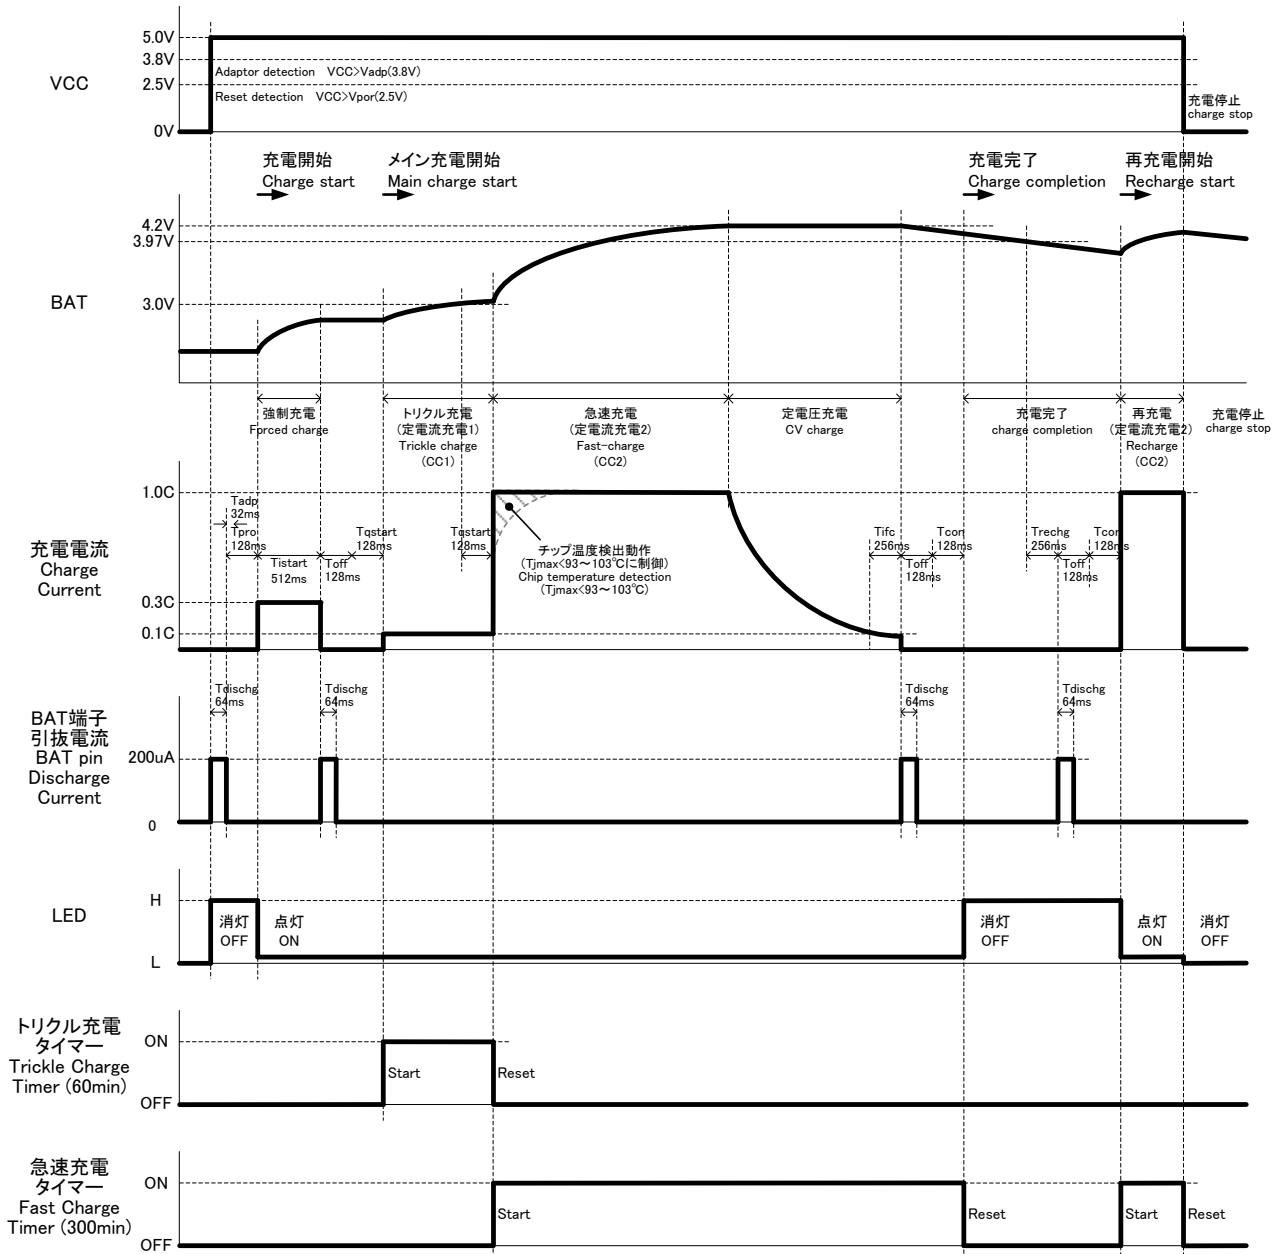 VCC
5.0V
3.8V
2.5V
0V
Adaptor detection VCC>Vadp(3.8V)
Reset detection VCC>Vpor(2.5V)
充電停止
charge stop
充電開始
Charge start
メイン充電開始
Main charge start
充電完了
Charge completion
再充電開始
Recharge start
BAT
4.2V
3.97V
3.0V
強制充電
Forced charge
トリクル充電
(定電流充電1)
Trickle charge
(CC1)
急速充電
(定電流充電2)
Fast-charge
(CC2)
定電圧充電
CV charge
充電完了
charge completion
再充電
(定電流充電2)
Recharge
(CC2)
充電停止
charge stop
充電電流
Charge
Current
1.0C
0.3C
0.1C
Tadp
32ms
Tpro
128ms
Tistart
512ms
Toff
128ms
Tqstart
128ms
Tqstart
128ms
チップ温度検出動作
(Tjmax<93～103℃に制御)
Chip temperature detection
(Tjmax<93～103℃)
Tifc
256ms
Toff
128ms
Tcon
128ms
Trechg
256ms
Toff
128ms
Tcon
128ms
BAT端子
引抜電流
BAT pin
Discharge
Current
200uA
0
Tdischg
64ms
Tdischg
64ms
Tdischg
64ms
Tdischg
64ms
LED
H
L
消灯
OFF
点灯
ON
消灯
OFF
点灯
ON
消灯
OFF
トリクル充電
タイマー
Trickle Charge
Timer (60min)
ON
OFF
Start
Reset
急速充電
タイマー
Fast Charge
Timer (300min)
ON
OFF
Start
Reset
Start
Reset